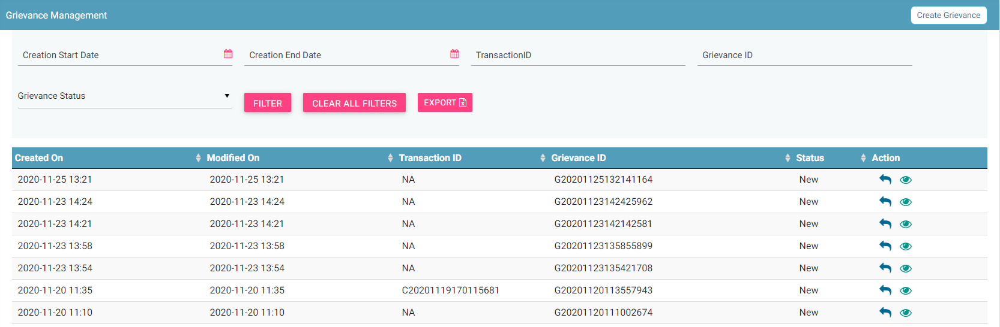 Grievance Management Create Grievance
Creation Start Date Creation End Date TransactionID Grievance ID
Grievance Status FILTER CLEAR ALL FILTERS EXPORT
Created On Modified On Transaction ID Grievance ID Status Action
2020-11-25 13:21 2020-11-25 13:21 NA G20201125132141164 New
2020-11-23 14:24 2020-11-23 14:24 NA G20201123142425962 New
2020-11-23 14:21 2020-11-23 14:21 NA G20201123142142581 New
2020-11-23 13:58 2020-11-23 13:58 NA G20201123135855899 New
2020-11-23 13:54 2020-11-23 13:54 NA G20201123135421708 New
2020-11-20 11:35 2020-11-20 11:35 C20201119170115681 G20201120113557943 New
2020-11-20 11:10 2020-11-20 11:10 NA G20201120111002674 New